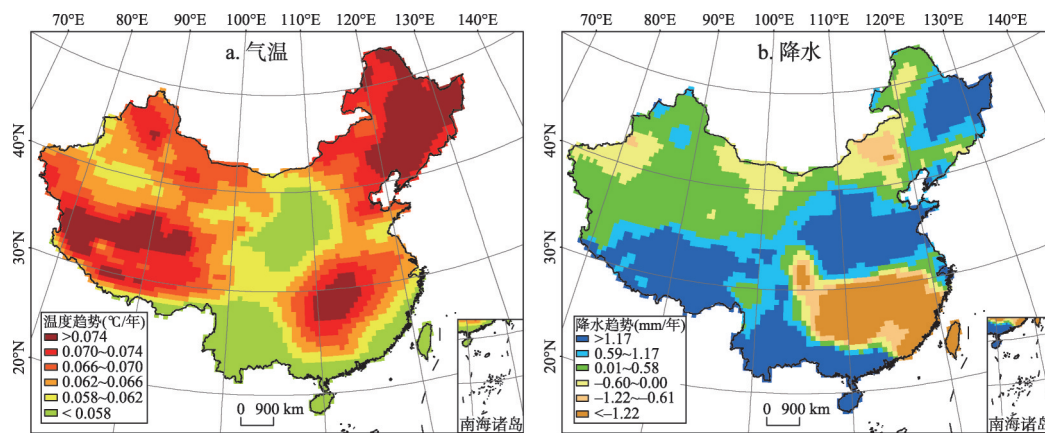 70°E 80°E 90°E 100°E 110°E 120°E 130°E 140°E
a. 气温
40°N
30°N
20°N
温度趋势(℃/年)
>0.074
0.070~0.074
0.066~0.070
0.062~0.066
0.058~0.062
< 0.058
0 900 km
南海诸岛
70°E 80°E 90°E 100°E 110°E 120°E 130°E 140°E
b. 降水
40°N
30°N
20°N
降水趋势(mm/年)
>1.17
0.59~1.17
0.01~0.58
–0.60~0.00
–1.22~–0.61
<–1.22
0 900 km
南海诸岛